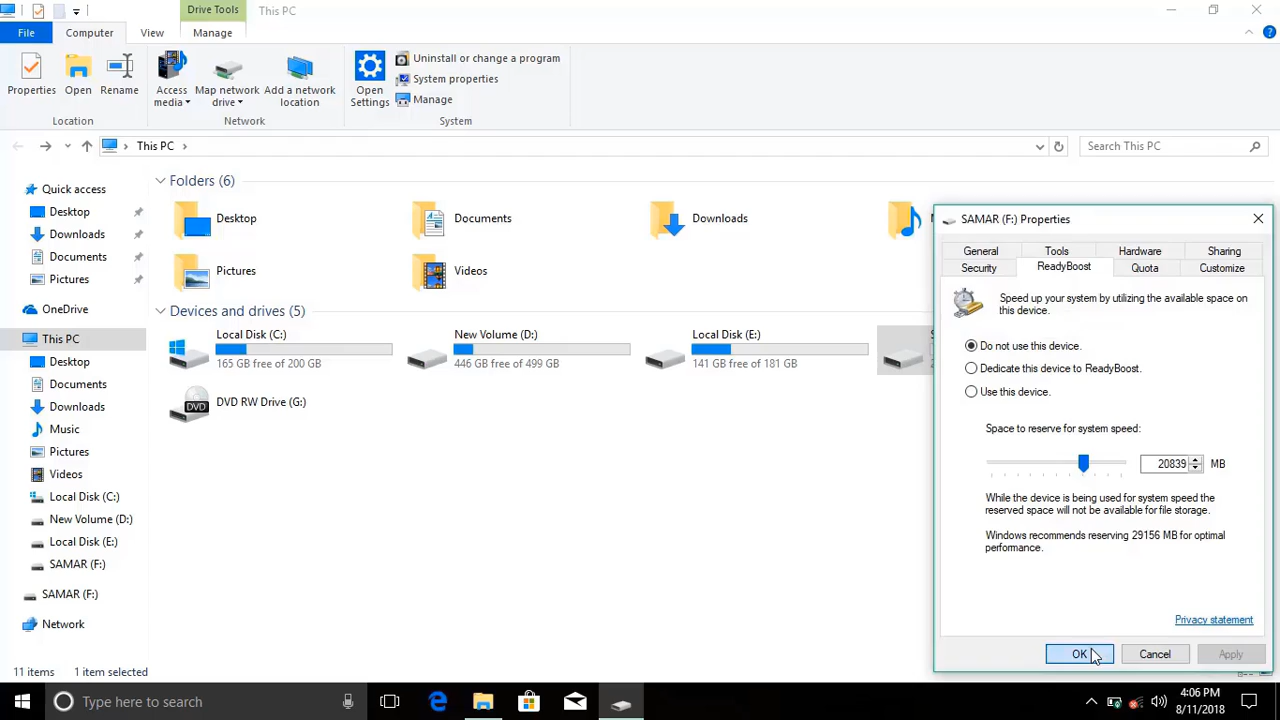 Drive Tools
This PC
File
Computer
View
Manage
Properties
Open
Rename
Access
media
Map network
drive
Add a network
location
Open
Settings
Uninstall or change a program
System properties
Manage
Location
Network
System
This PC
Search This PC
Quick access
Desktop
Downloads
Documents
Pictures
OneDrive
This PC
Desktop
Documents
Downloads
Music
Pictures
Videos
Local Disk (C:)
New Volume (D:)
Local Disk (E:)
SAMAR (F:)
SAMAR (F:)
Network
Folders (6)
Desktop
Documents
Downloads
Pictures
Videos
Devices and drives (5)
Local Disk (C:)
165 GB free of 200 GB
New Volume (D:)
446 GB free of 499 GB
Local Disk (E:)
141 GB free of 181 GB
DVD RW Drive (G:)
DVD
SAMAR (F:) Properties
General
Tools
Hardware
Sharing
Security
ReadyBoost
Quota
Customize
Speed up your system by utilizing the available space on
this device.
Do not use this device.
Dedicate this device to ReadyBoost.
Use this device.
Space to reserve for system speed:
20839 MB
While the device is being used for system speed the
reserved space will not be available for file storage.
Windows recommends reserving 29156 MB for optimal
performance.
Privacy statement
OK
Cancel
Apply
11 items
1 item selected
Type here to search
4:06 PM
8/11/2018